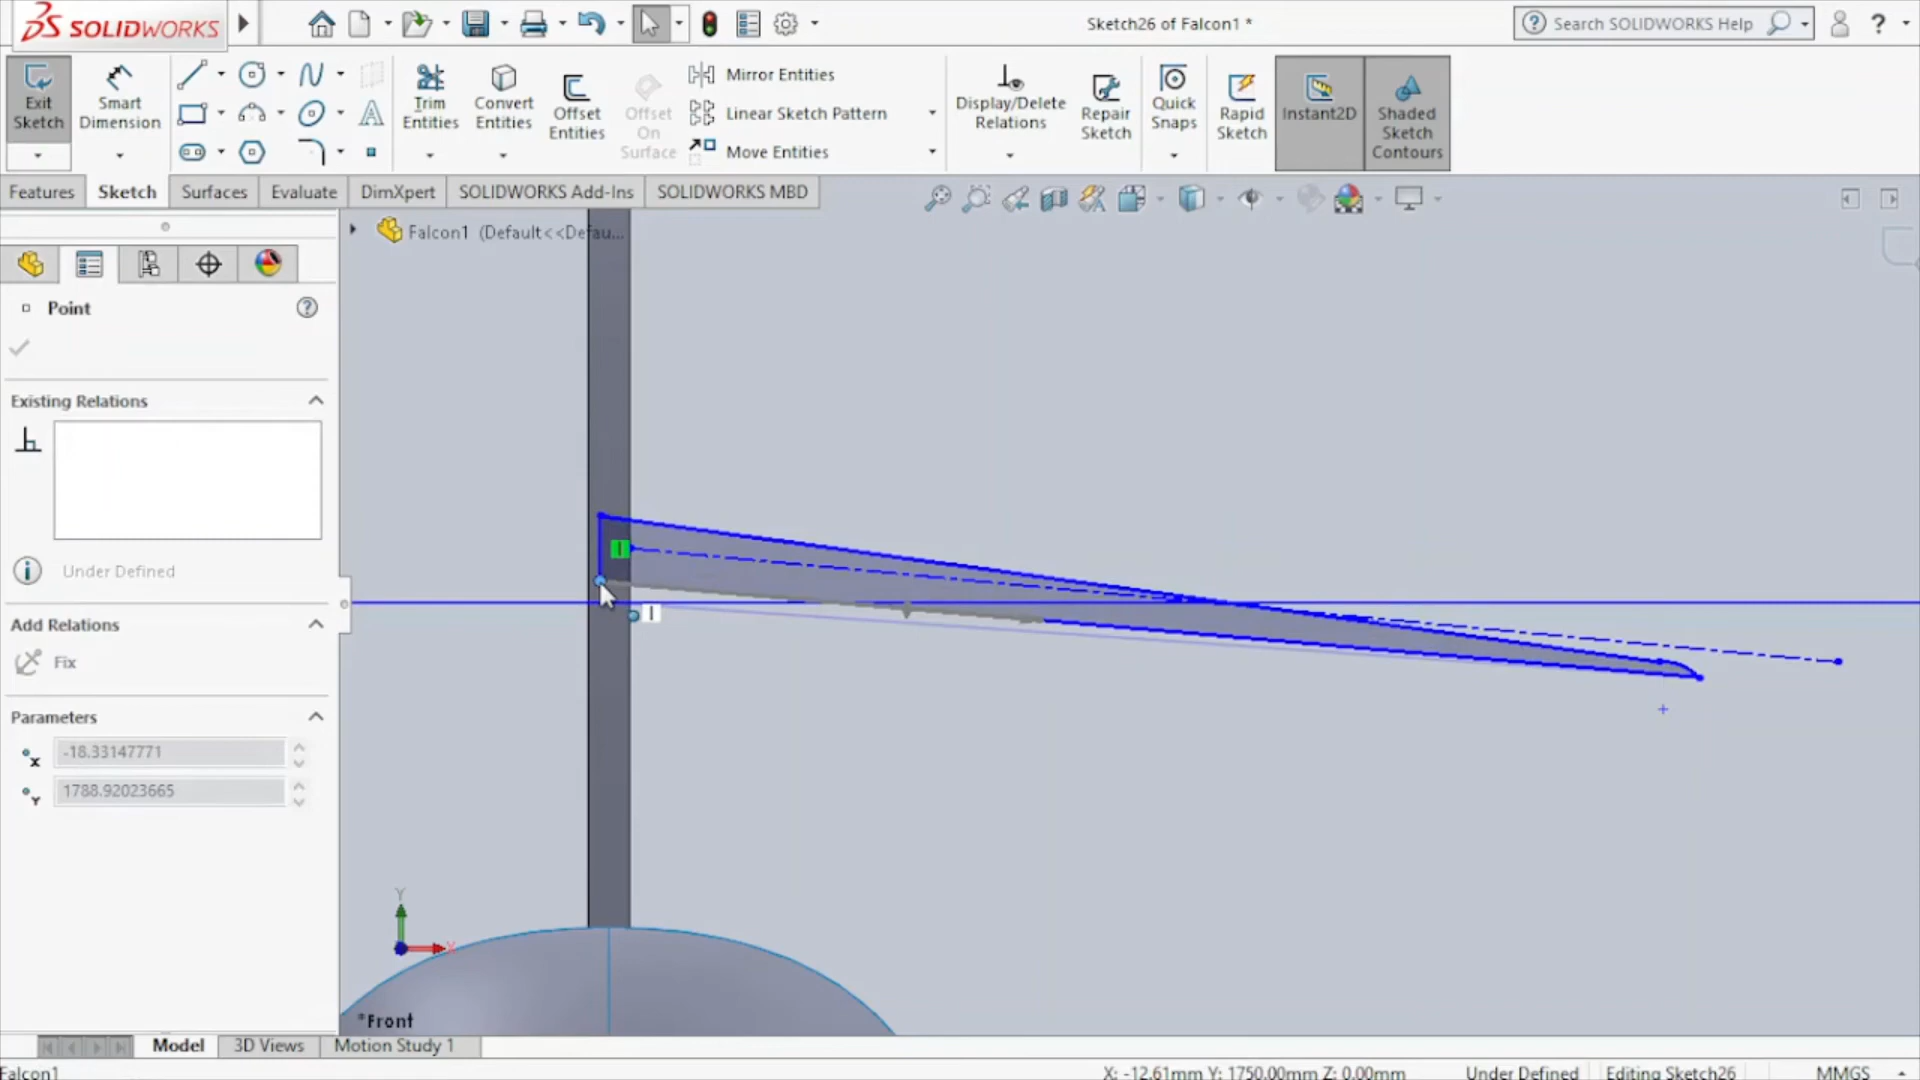 SOLIDWORKS
Sketch26 of Falcon1 *
Search SOLIDWORKS Help
?
Exit Sketch
Smart Dimension
Trim Entities
Convert Entities
Offset Entities
Offset On Surface
Mirror Entities
Linear Sketch Pattern
Move Entities
Display/Delete Relations
Repair Sketch
Quick Snaps
Rapid Sketch
Instant2D
Shaded Sketch Contours
Features
Sketch
Surfaces
Evaluate
DimXpert
SOLIDWORKS Add-Ins
SOLIDWORKS MBD
Falcon1 (Default<<Defau...
Point
Existing Relations
Under Defined
Add Relations
Fix
Parameters
X
-18.33147771
Y
1788.92023665
Y
X
*Front
Model
3D Views
Motion Study 1
Falcon1
X: -12.61mm Y: 1750.00mm Z: 0.00mm
Under Defined
Editing Sketch26
MMGS